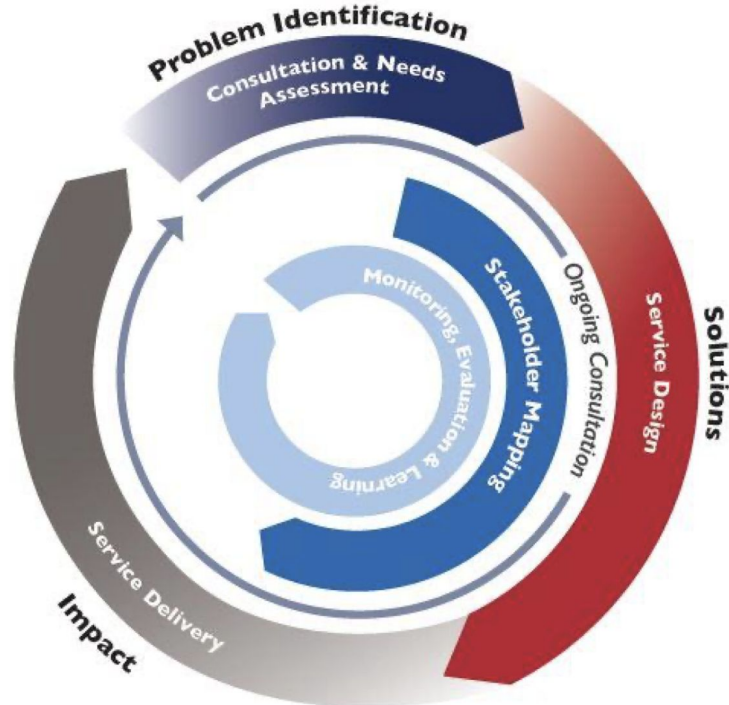 Problem Identification
Consultation & Needs
Assessment
Solutions
Service Design
Ongoing Consultation
Stakeholder Mapping
Monitoring, Evaluation & Learning
Service Delivery
Impact